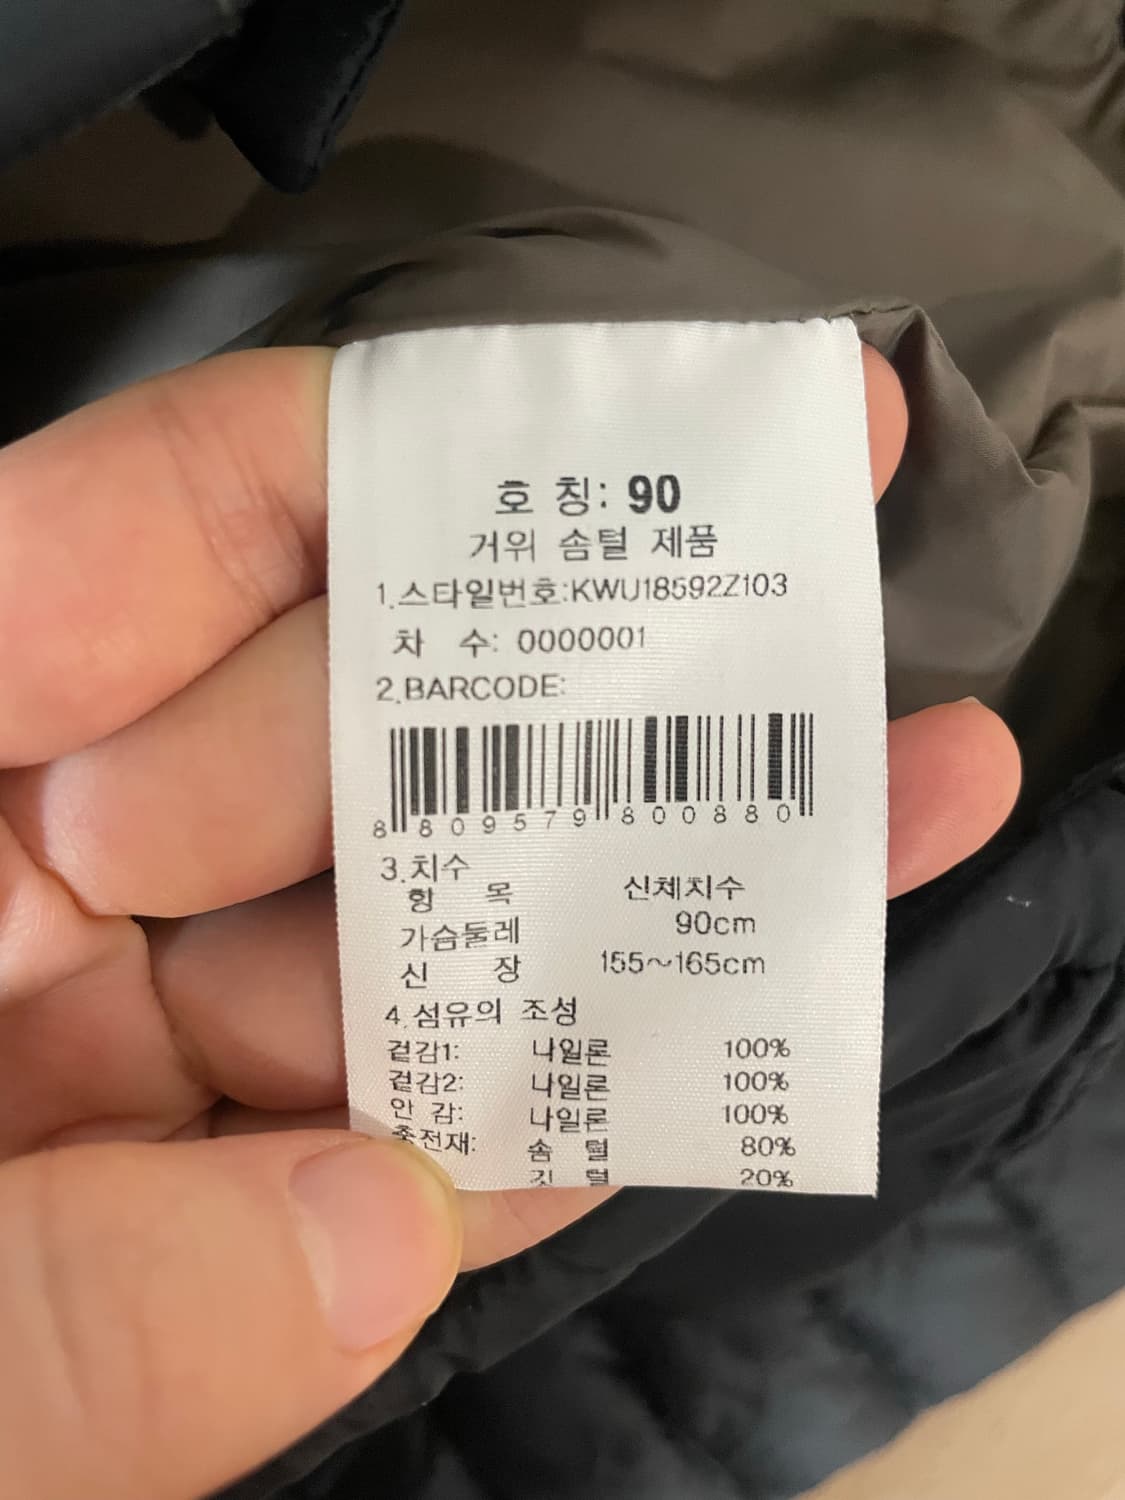 호 칭: 90
거위 솜털 제품
1.스타일번호:KWU18592Z103
차 수: 0000001
2.BARCODE:
8 809579 800880
3.치수
항 목 신체치수
가슴둘레 90cm
신 장 155~165cm
4.섬유의 조성
겉감1: 나일론 100%
겉감2: 나일론 100%
안 감: 나일론 100%
충전재: 솜 털 80%
깃 털 20%